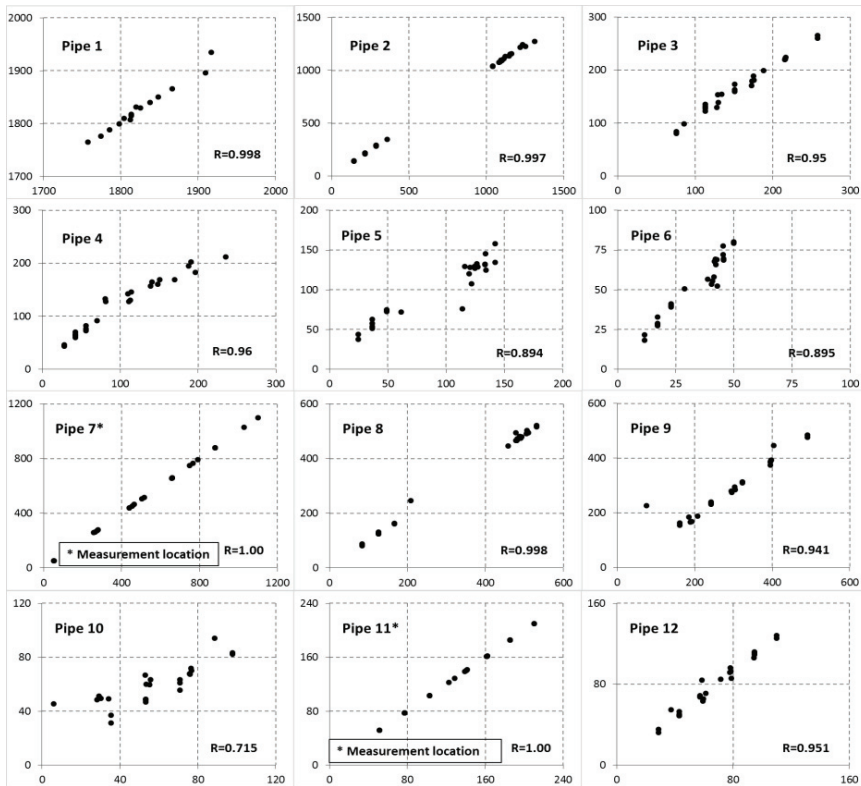 2000
Pipe 1
1900
1800
R=0.998
1700
1700 1800 1900 2000
1500
Pipe 2
1000
500
R=0.997
0
0 500 1000 1500
300
Pipe 3
200
100
R=0.95
0
0 100 200 300
300
Pipe 4
200
100
R=0.96
0
0 100 200 300
200
Pipe 5
150
100
50
R=0.894
0
0 50 100 150 200
100
Pipe 6
75
50
25
R=0.895
0
0 25 50 75 100
1200
Pipe 7*
800
400
* Measurement location R=1.00
0
0 400 800 1200
600
Pipe 8
400
200
R=0.998
0
0 200 400 600
600
Pipe 9
400
200
R=0.941
0
0 200 400 600
120
Pipe 10
80
40
R=0.715
0
0 40 80 120
240
Pipe 11*
160
80
* Measurement location R=1.00
0
0 80 160 240
160
Pipe 12
80
R=0.951
0
0 80 160